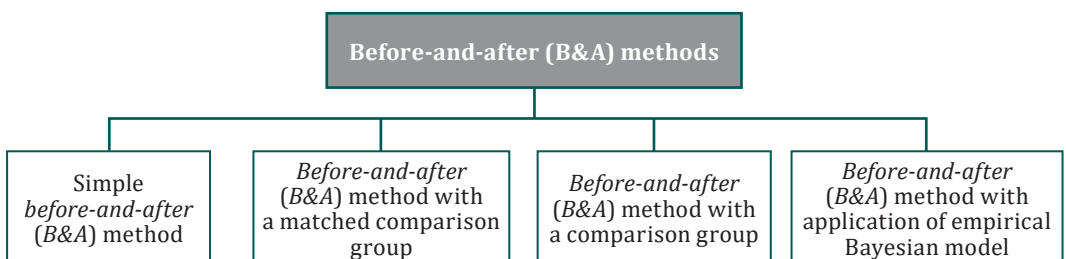 Before-and-after (B&A) methods
Simple
before-and-after
(B&A) method
Before-and-after
(B&A) method with
a matched comparison
group
Before-and-after
(B&A) method with
a comparison group
Before-and-after
(B&A) method with
application of empirical
Bayesian model